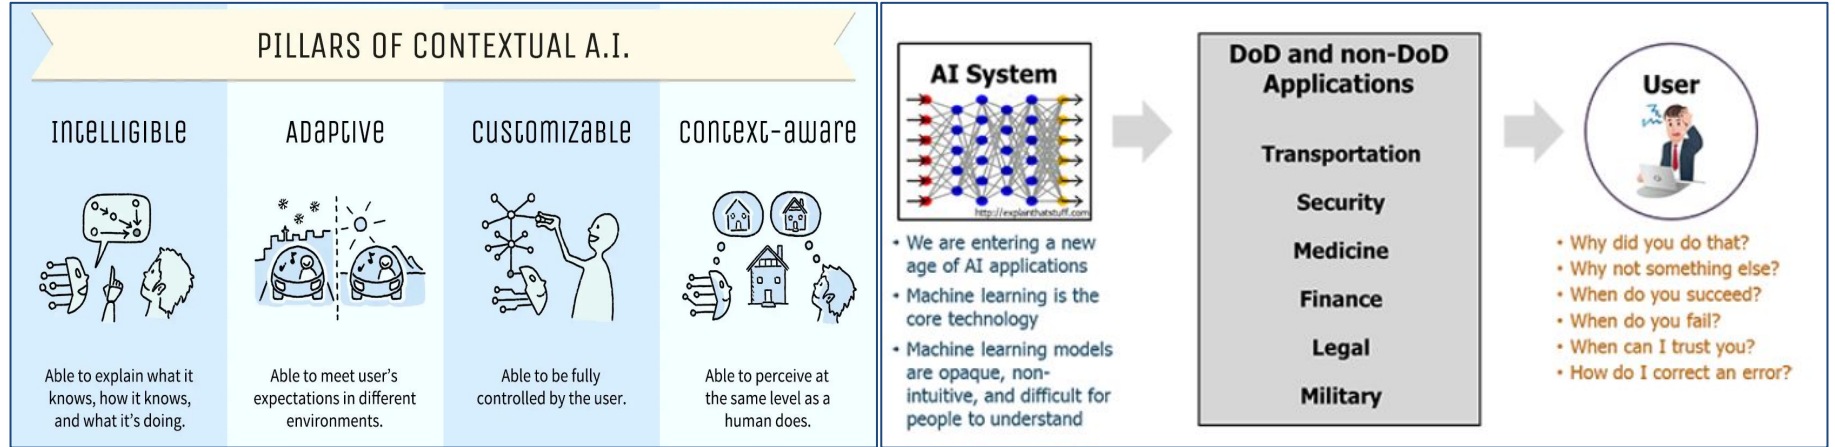 PILLARS OF CONTEXTUAL A.I.
INTELLIGIBLE
Able to explain what it
knows, how it knows,
and what it's doing.
ADAPTIVE
Able to meet user's
expectations in different
environments.
CUSTOMIZABLE
Able to be fully
controlled by the user.
CONTEXT-AWARE
Able to perceive at
the same level as a
human does.
AI System
http://explainthatstuff.com
• We are entering a new
age of AI applications
• Machine learning is the
core technology
• Machine learning models
are opaque, non-
intuitive, and difficult for
people to understand
DoD and non-DoD
Applications
Transportation
Security
Medicine
Finance
Legal
Military
User
• Why did you do that?
• Why not something else?
• When do you succeed?
• When do you fail?
• When can I trust you?
• How do I correct an error?